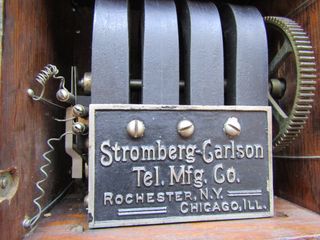 Stromberg-Carlson
Tel. Mfg. Co.
ROCHESTER, N.Y.
CHICAGO, ILL.